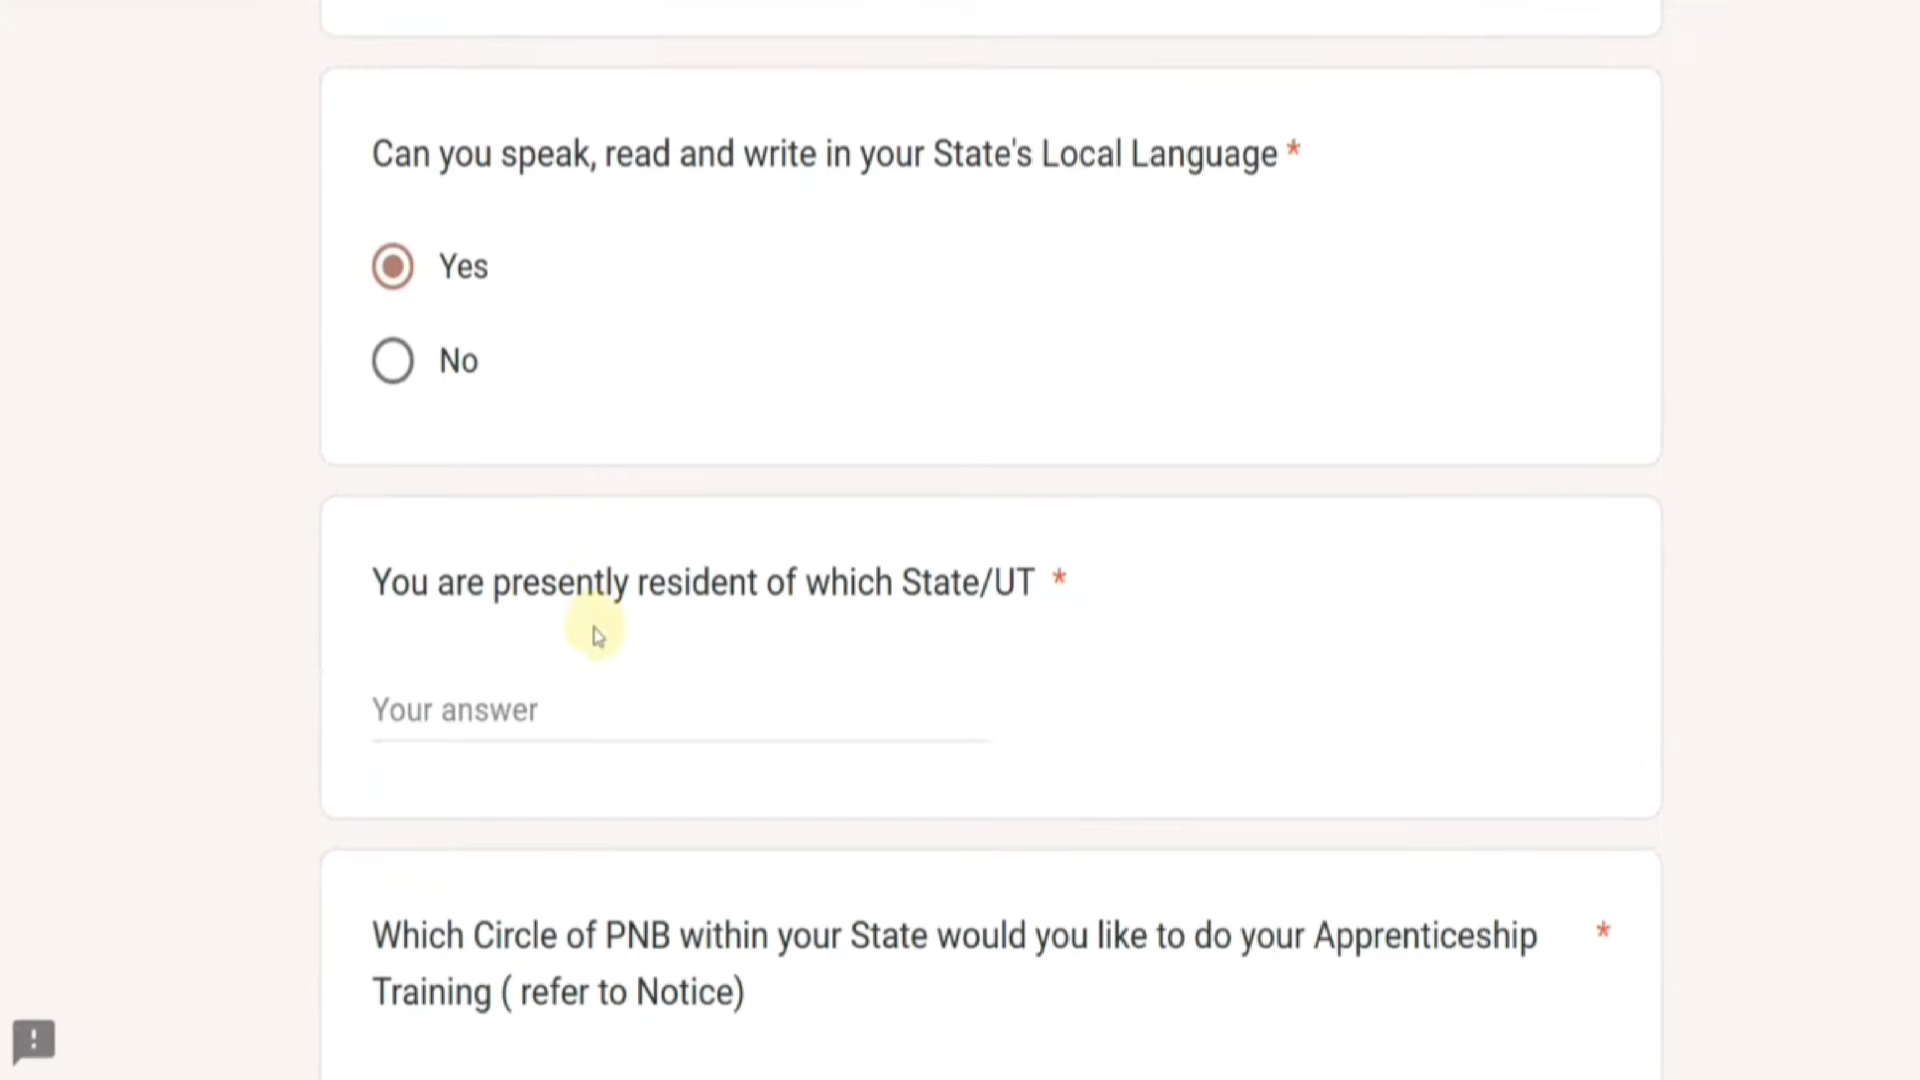 Can you speak, read and write in your State's Local Language *
Yes
No
You are presently resident of which State/UT *
Your answer
Which Circle of PNB within your State would you like to do your Apprenticeship *
Training ( refer to Notice)